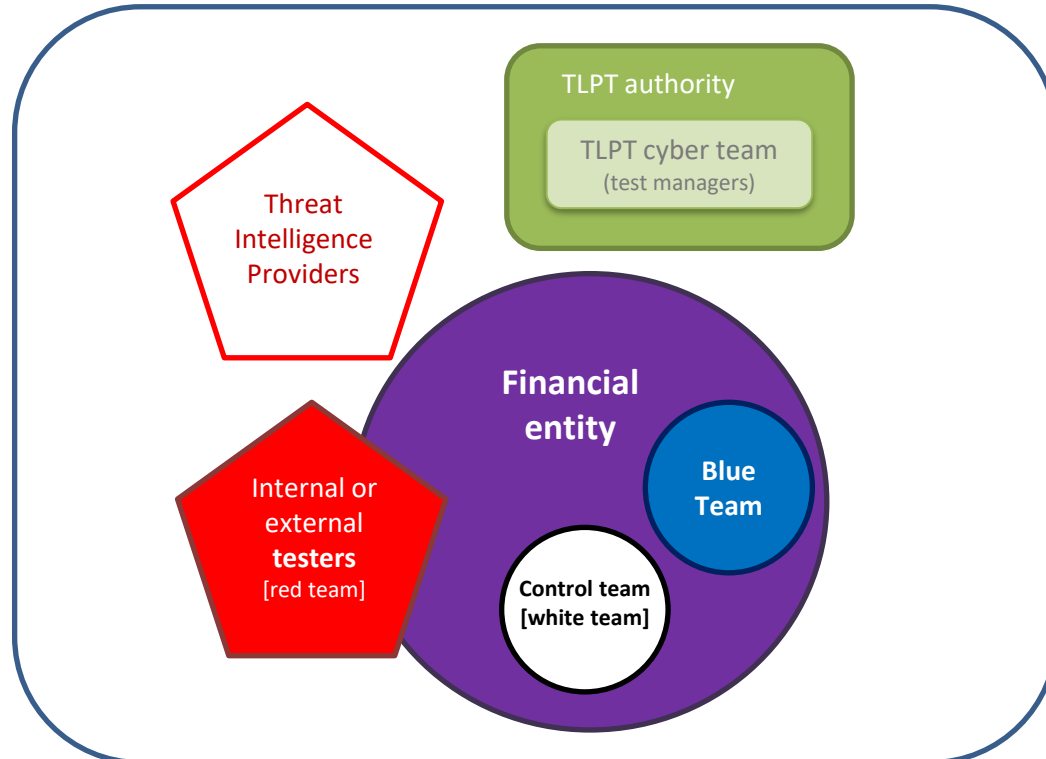 TLPT authority
TLPT cyber team
(test managers)
Threat
Intelligence
Providers
Financial
entity
Blue
Team
Internal or
external
testers
[red team]
Control team
[white team]